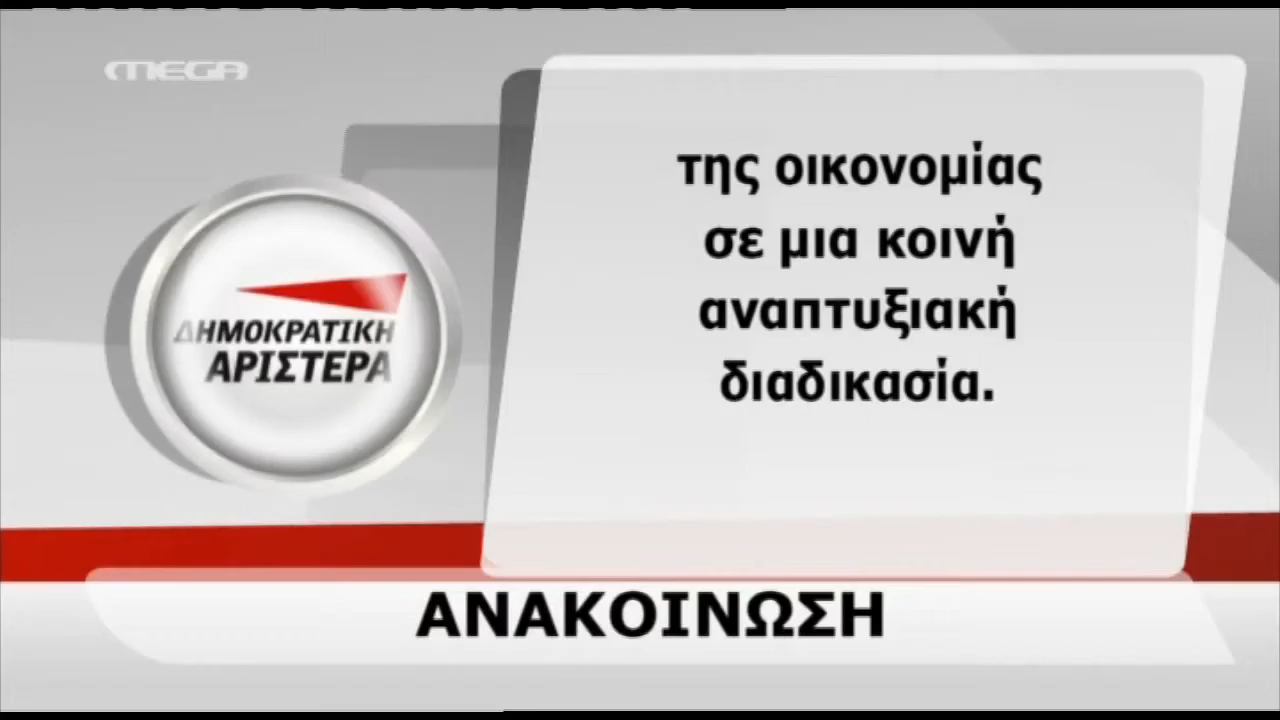 MEGA
της οικονομίας
σε μια κοινή
αναπτυξιακή
διαδικασία.
ΔΗΜΟΚΡΑΤΙΚΗ
ΑΡΙΣΤΕΡΑ
ΑΝΑΚΟΙΝΩΣΗ